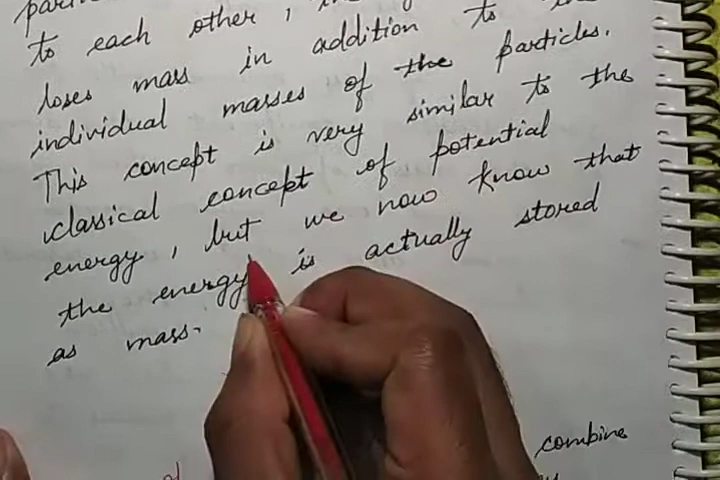 to each other,
loses mass in addition to
individual masses of the particles.
This concept is very similar to the
classical concept of potential
energy, but we now know that
the energy is actually stored
as mass.
combine